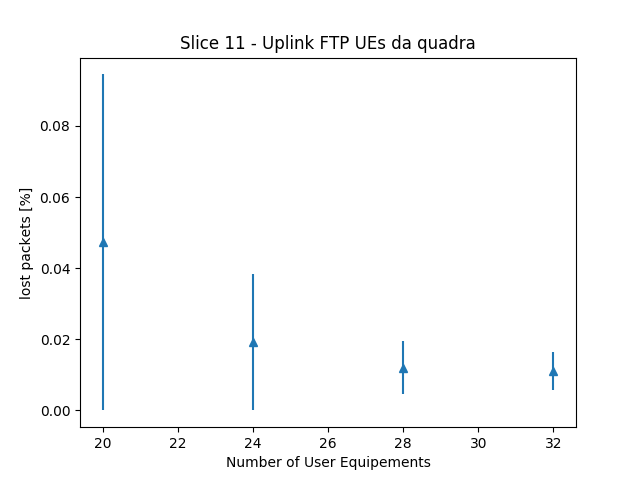 Slice 11 - Uplink FTP UEs da quadra
lost packets [%]
0.08
0.06
0.04
0.02
0.00
20 22 24 26 28 30 32
Number of User Equipements